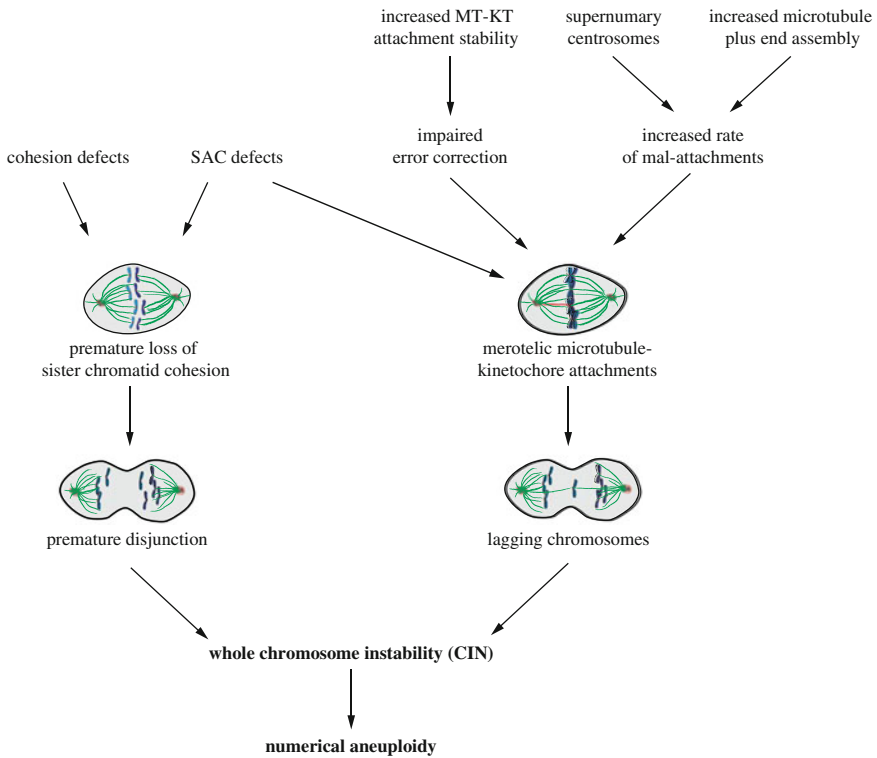 increased MT-KT
attachment stability
supernumary
centrosomes
increased microtubule
plus end assembly
cohesion defects
SAC defects
impaired
error correction
increased rate
of mal-attachments
premature loss of
sister chromatid cohesion
merotelic microtubule-
kinetochore attachments
premature disjunction
lagging chromosomes
whole chromosome instability (CIN)
numerical aneuploidy